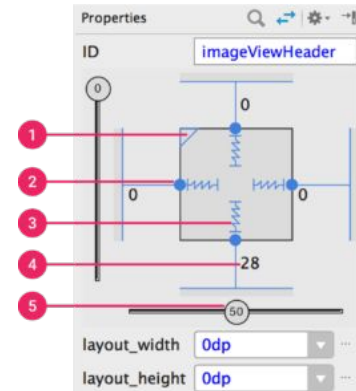 Properties
ID
imageViewHeader
0
0
1
2
0
0
3
4
28
5
50
layout_width
0dp
layout_height
0dp